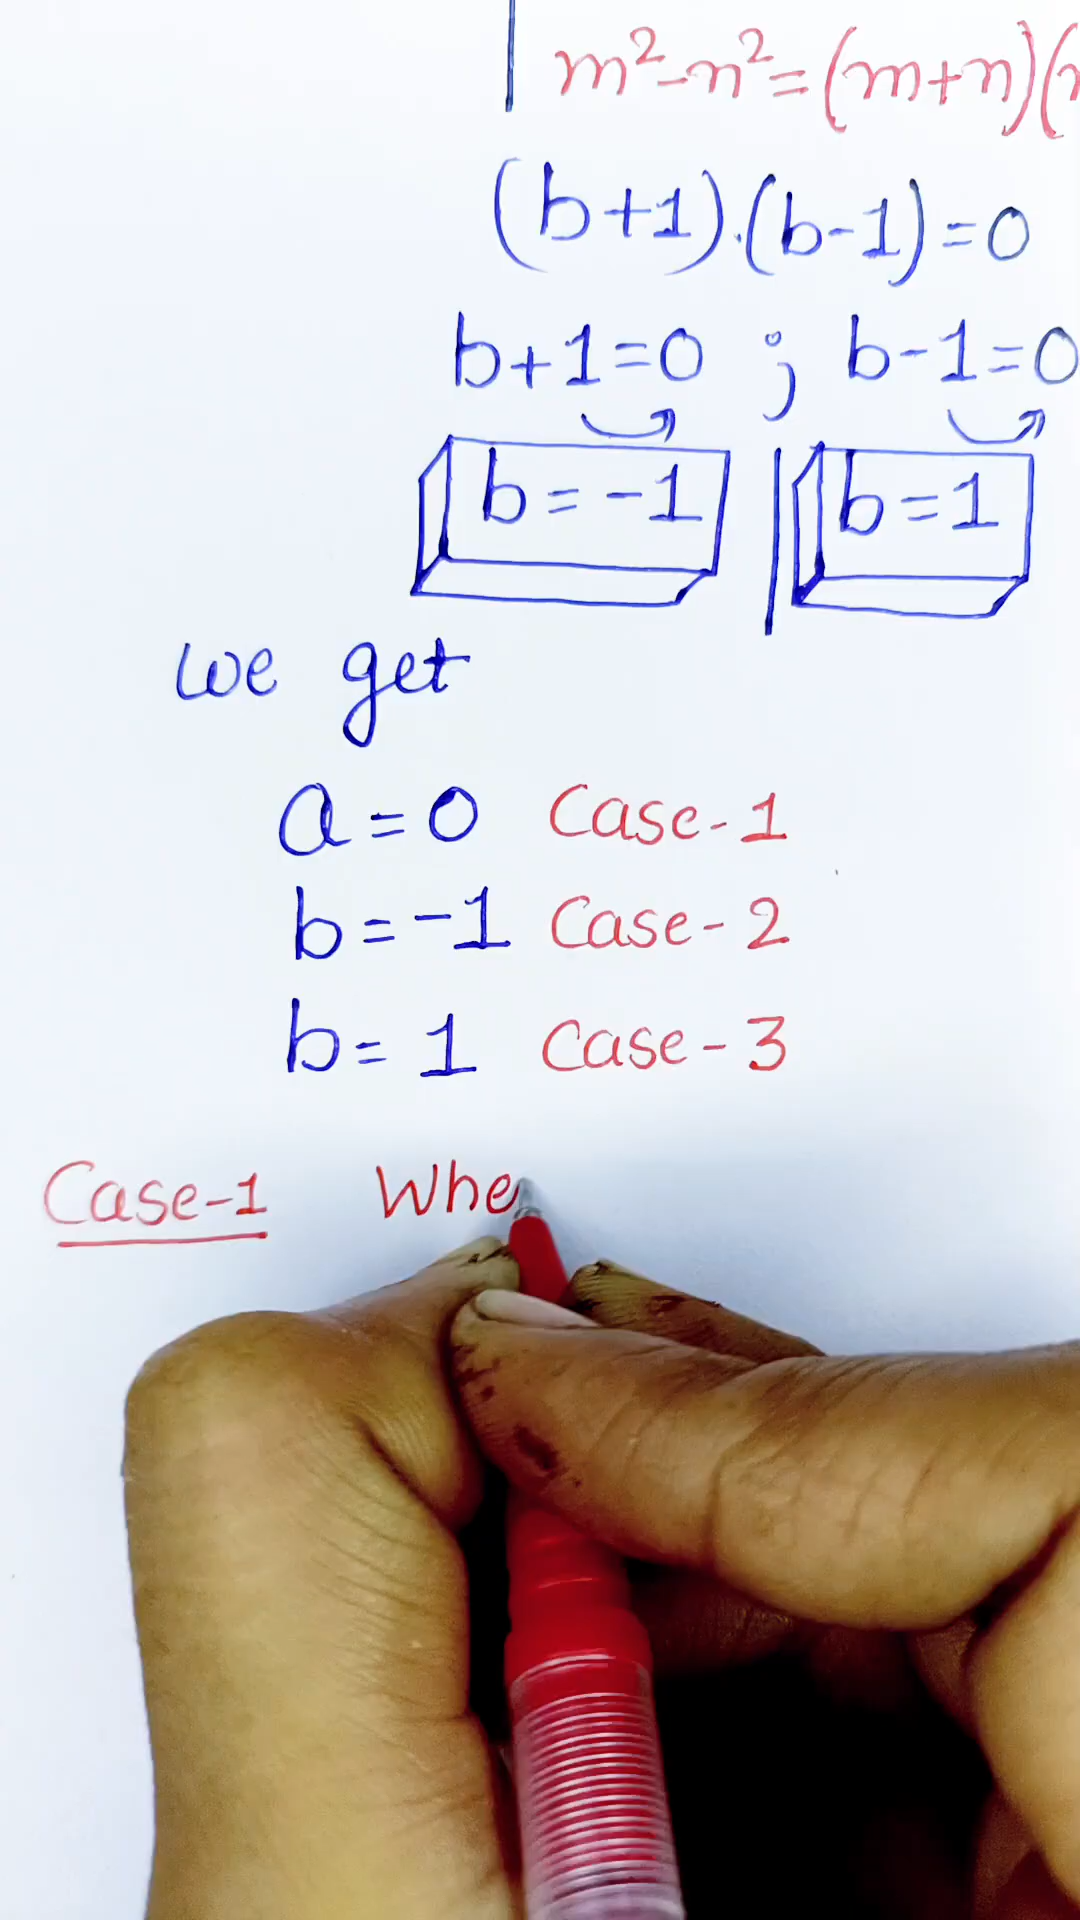 m²-n²=(m+n)(
(b+1).(b-1)=0
b+1=0 ; b-1=0
b=-1 b=1
we get
a=0 Case-1
b=-1 Case-2
b=1 Case-3
Case-1 Whe